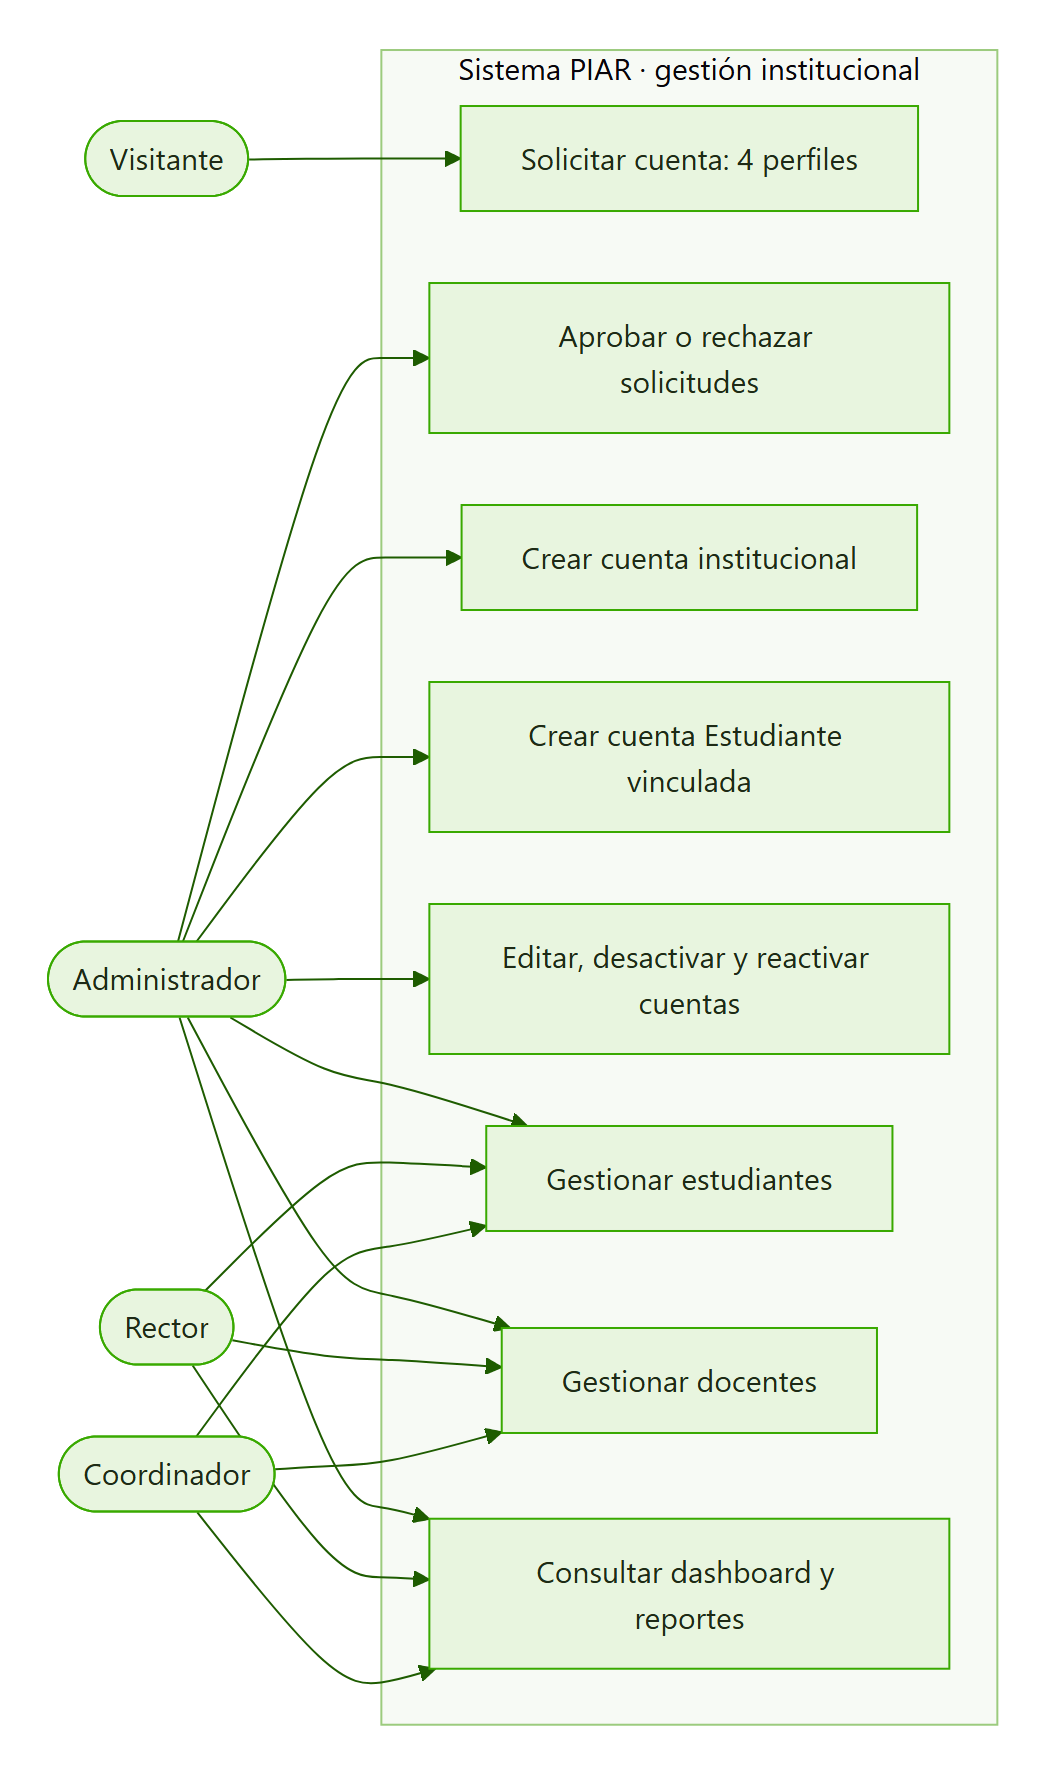 Sistema PIAR · gestión institucional
Visitante
Solicitar cuenta: 4 perfiles
Aprobar o rechazar
solicitudes
Crear cuenta institucional
Crear cuenta Estudiante
vinculada
Administrador
Editar, desactivar y reactivar
cuentas
Gestionar estudiantes
Rector
Gestionar docentes
Coordinador
Consultar dashboard y
reportes